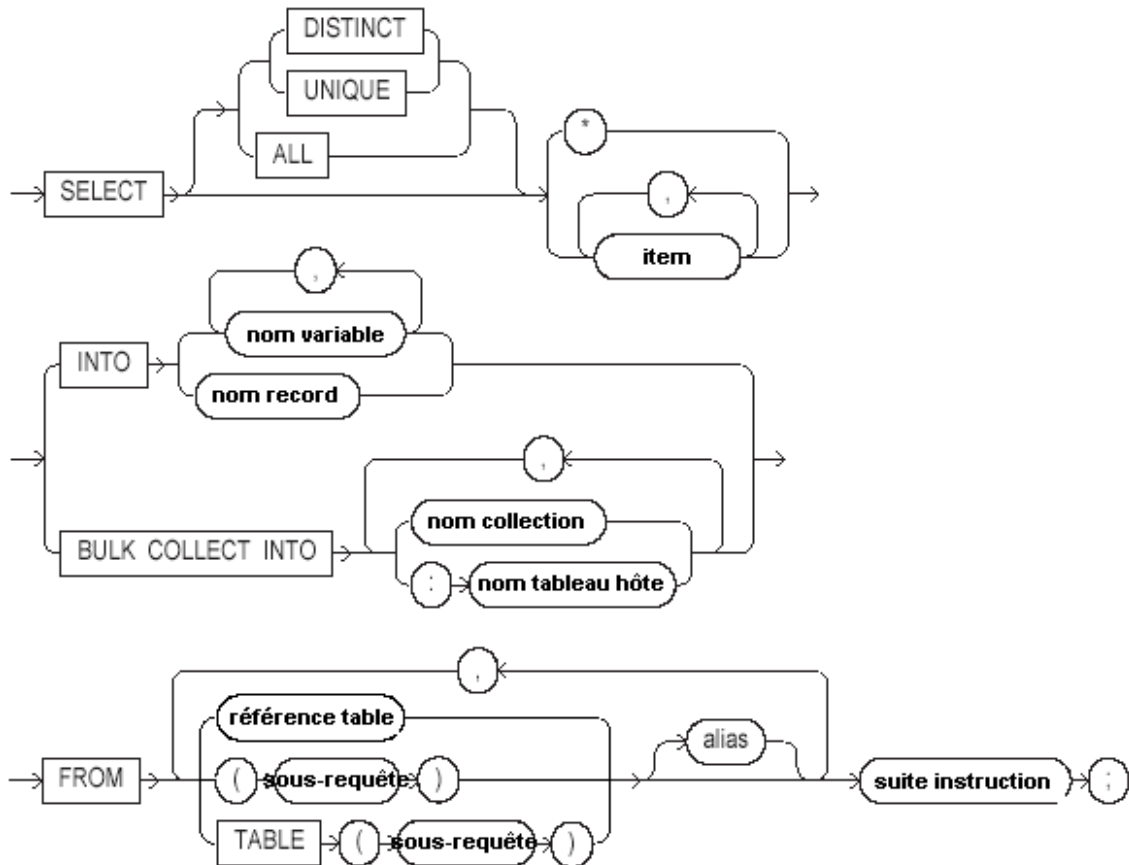 DISTINCT
UNIQUE
ALL
*
SELECT
,
item
,
nom variable
INTO
nom record
,
nom collection
BULK COLLECT INTO
: nom tableau hôte
,
référence table
alias
FROM ( sous-requête ) suite instruction ;
TABLE ( sous-requête )